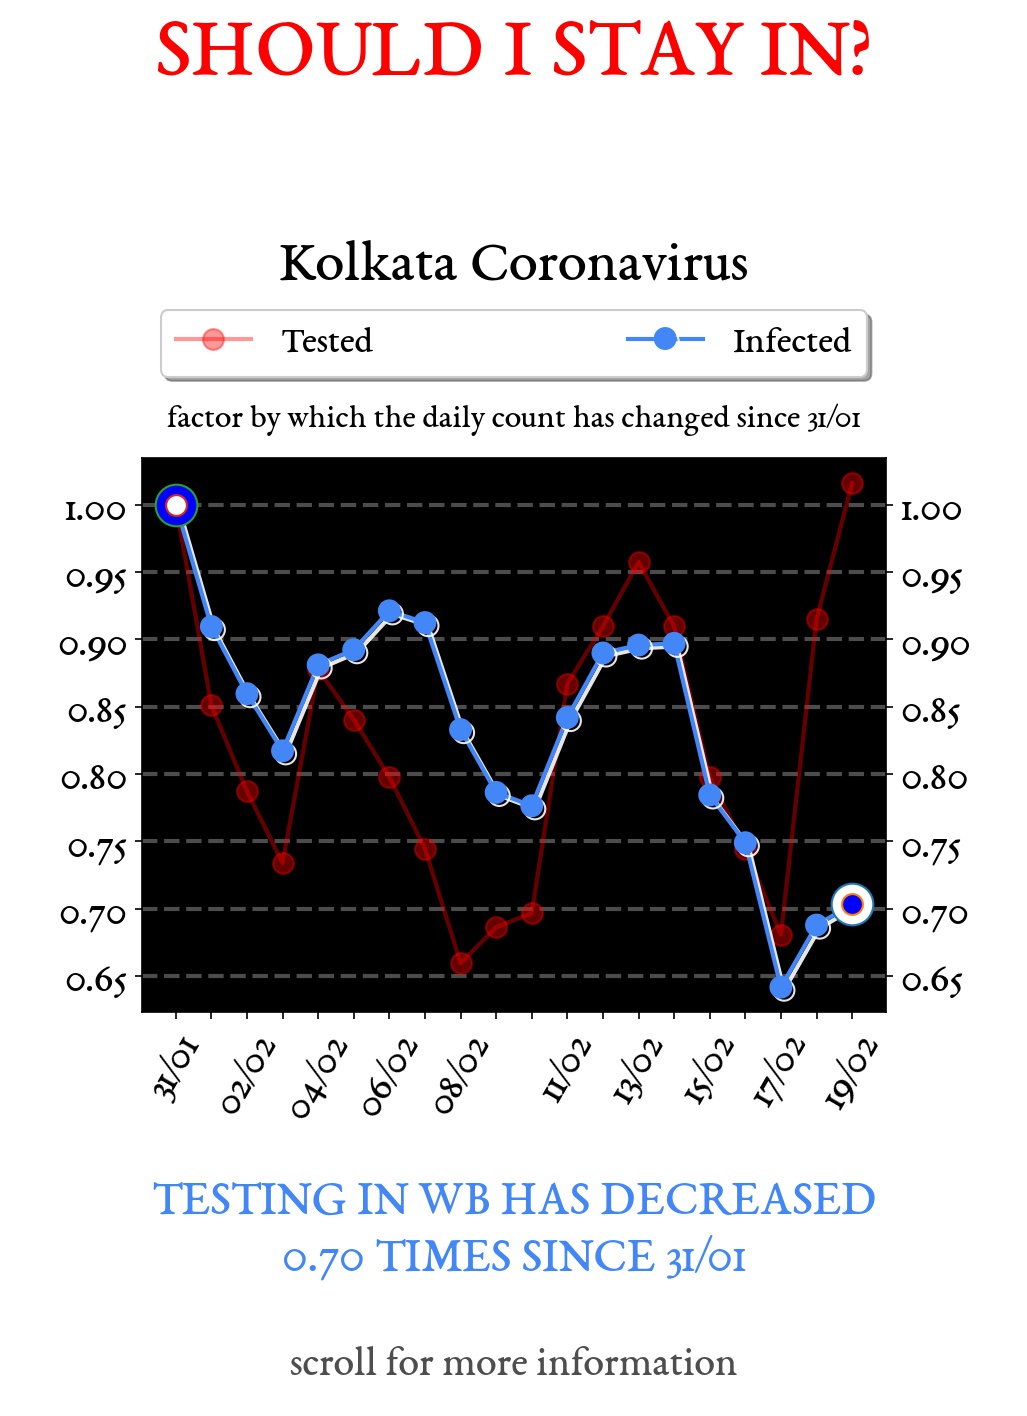 SHOULD I STAY IN?
Kolkata Coronavirus
Tested Infected
factor by which the daily count has changed since 31/01
1.00 1.00
0.95 0.95
0.90 0.90
0.85 0.85
0.80 0.80
0.75 0.75
0.70 0.70
0.65 0.65
31/01 02/02 04/02 06/02 08/02 11/02 13/02 15/02 17/02 19/02
TESTING IN WB HAS DECREASED
0.70 TIMES SINCE 31/01
scroll for more information